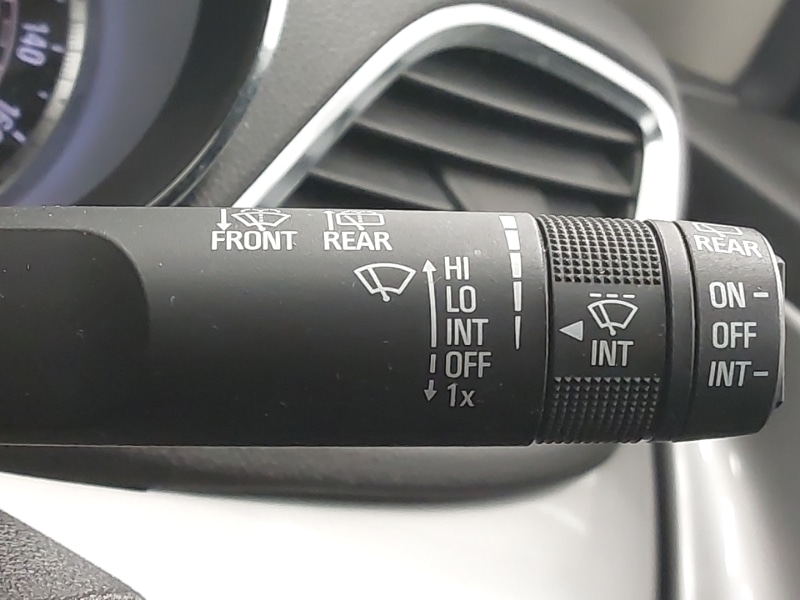 140
FRONT REAR
HI
LO
INT
OFF
1x
INT
REAR
ON
OFF
INT